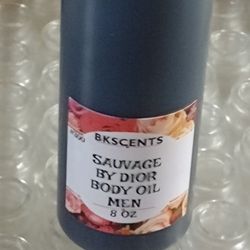 BKSCENTS
SAUVAGE
BY DIOR
BODY OIL
MEN
8 OZ